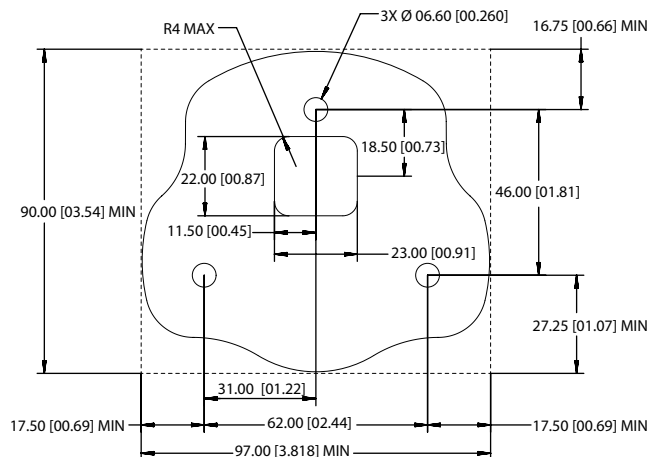 3X Ø 06.60 [00.260]
16.75 [00.66] MIN
R4 MAX
18.50 [00.73]
22.00 [00.87]
46.00 [01.81]
90.00 [03.54] MIN
11.50 [00.45]
23.00 [00.91]
27.25 [01.07] MIN
31.00 [01.22]
17.50 [00.69] MIN
62.00 [02.44]
17.50 [00.69] MIN
97.00 [3.818] MIN